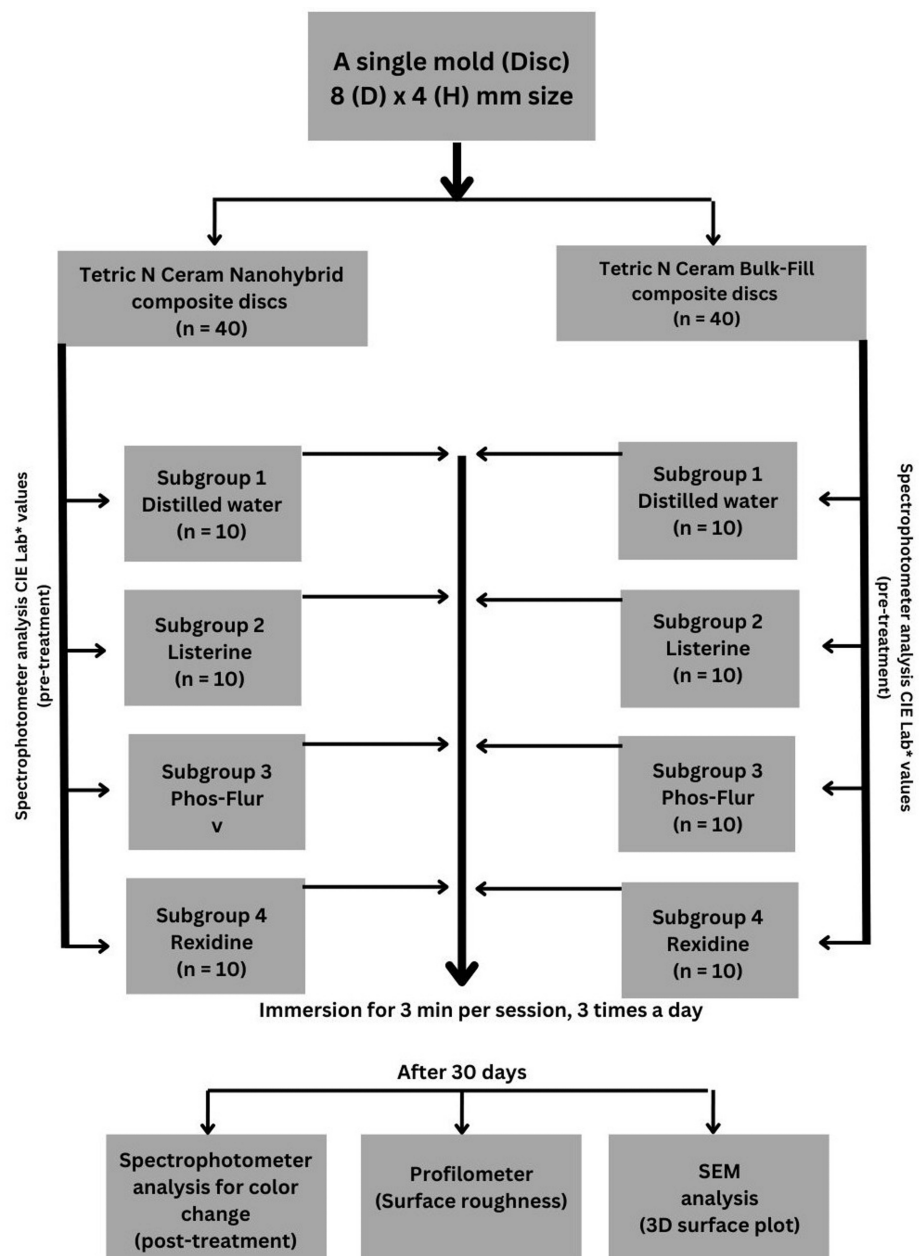 A single mold (Disc)
8 (D) x 4 (H) mm size
Tetric N Ceram Nanohybrid
composite discs
(n = 40)
Tetric N Ceram Bulk-Fill
composite discs
(n = 40)
Spectrophotometer analysis CIE Lab* values
(pre-treatment)
Subgroup 1
Distilled water
(n = 10)
Subgroup 2
Listerine
(n = 10)
Subgroup 3
Phos-Flur
v
Subgroup 4
Rexidine
(n = 10)
Subgroup 1
Distilled water
(n = 10)
Subgroup 2
Listerine
(n = 10)
Subgroup 3
Phos-Flur
(n = 10)
Subgroup 4
Rexidine
(n = 10)
Spectrophotometer analysis CIE Lab* values
(pre-treatment)
Immersion for 3 min per session, 3 times a day
After 30 days
Spectrophotometer
analysis for color
change
(post-treatment)
Profilometer
(Surface roughness)
SEM
analysis
(3D surface plot)